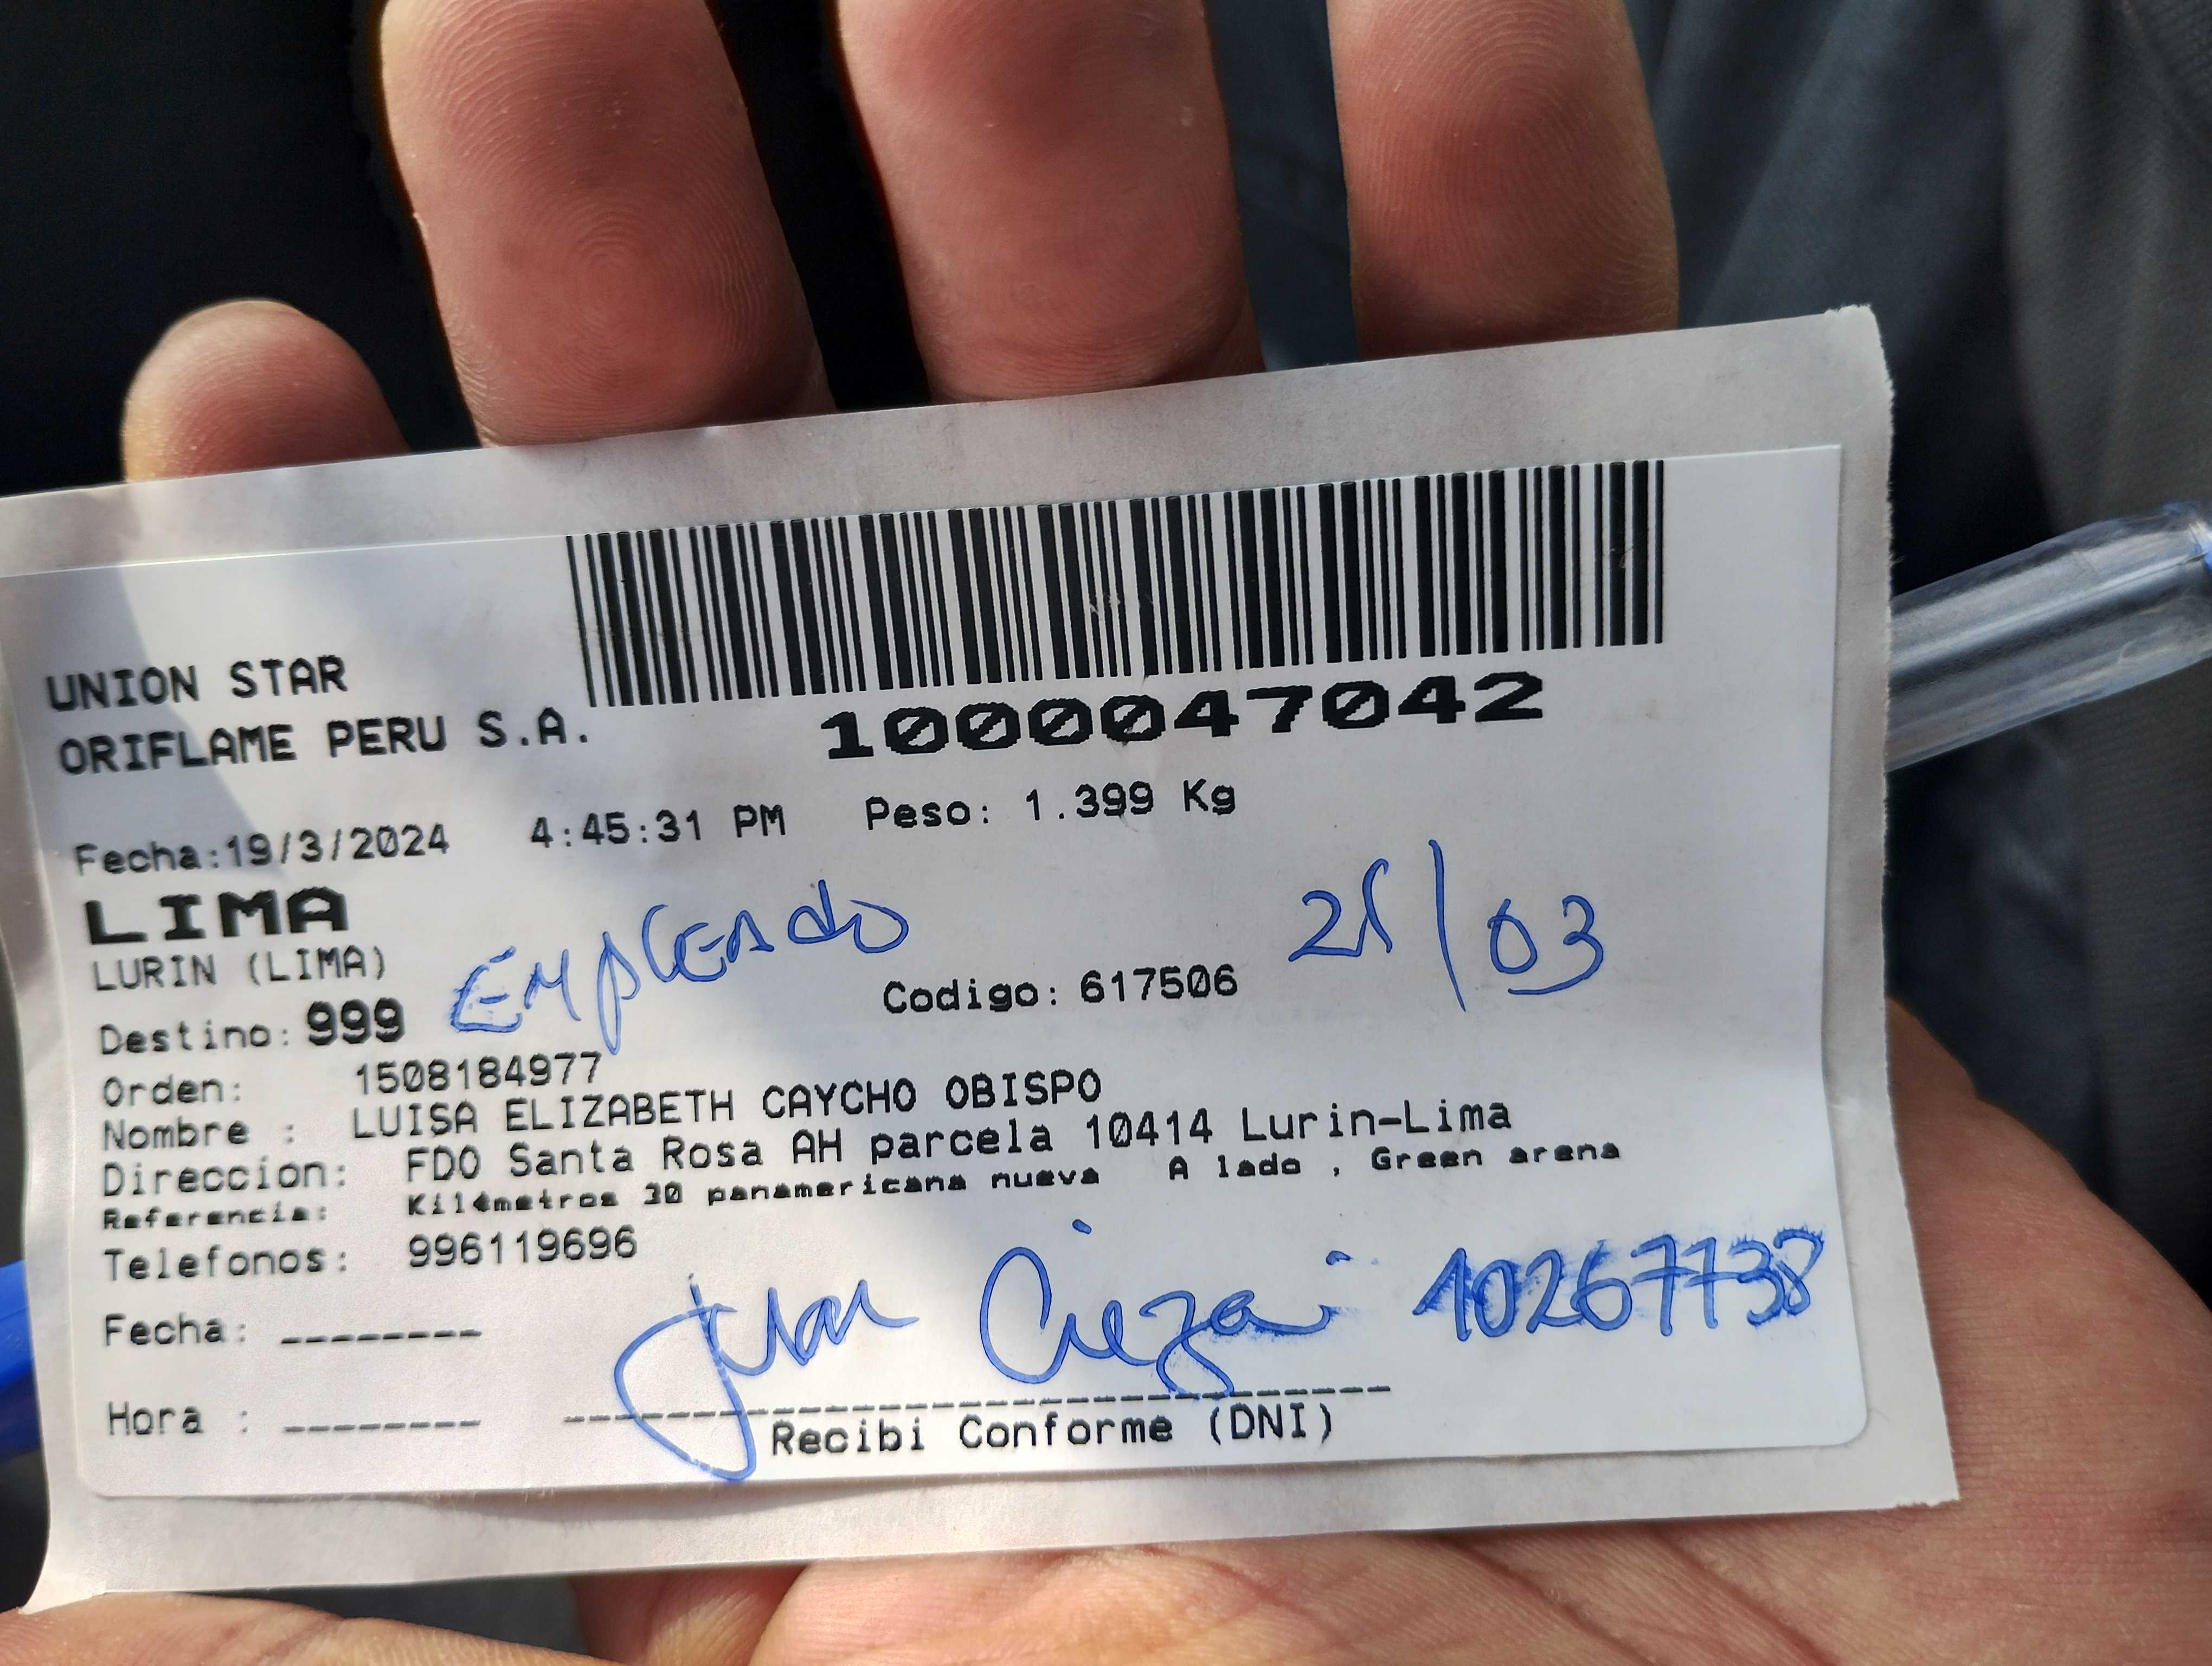 UNION STAR
ORIFLAME PERU S.A.
1000047042
Fecha:19/3/2024 4:45:31 PM Peso: 1.399 Kg
LIMA
LURIN (LIMA)
EMpLEAdo
Destino: 999 Codigo: 617506 25/03
Orden: 1508184977
Nombre : LUISA ELIZABETH CAYCHO OBISPO
Direccion: FDO Santa Rosa AH parcela 10414 Lurin-Lima
Referencia: Kilómetros 30 panamericana nueva A lado , Green arena
Telefonos: 996119696
Juan Cieza 10267738
Fecha: --------
Hora : --------
Recibi Conforme (DNI)